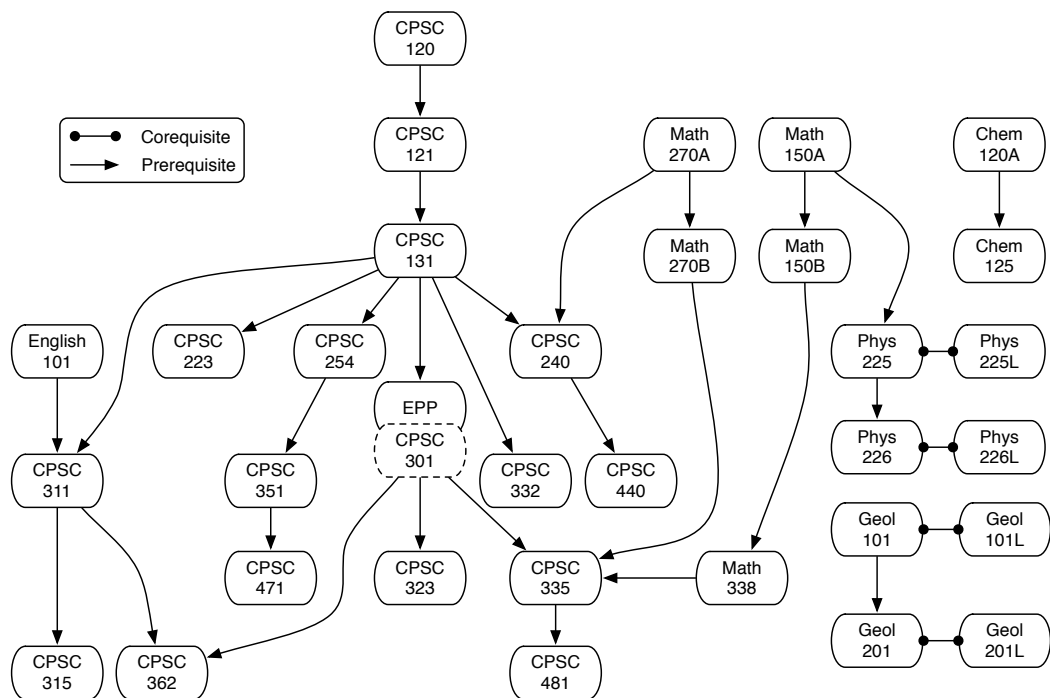 CPSC
120
Corequisite
Prerequisite
CPSC
121
Math
270A
Math
150A
Chem
120A
CPSC
131
Math
270B
Math
150B
Chem
125
English
101
CPSC
223
CPSC
254
CPSC
240
Phys
225
Phys
225L
EPP
CPSC
301
CPSC
311
CPSC
351
CPSC
332
CPSC
440
Phys
226
Phys
226L
Geol
101
Geol
101L
CPSC
471
CPSC
323
CPSC
335
Math
338
CPSC
315
CPSC
362
CPSC
481
Geol
201
Geol
201L